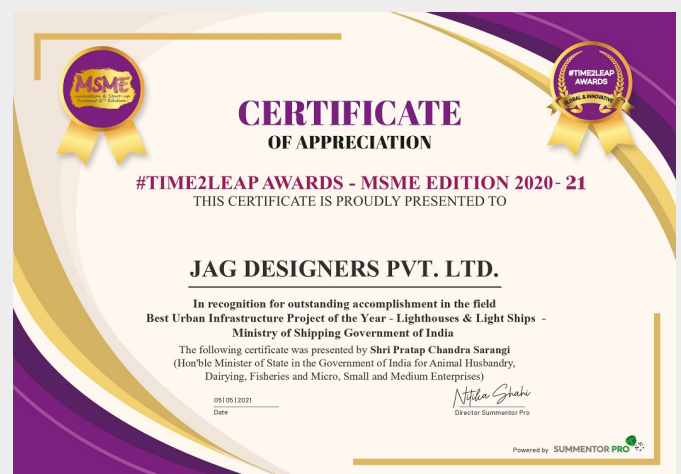 MSME
Innovation & Start-up
Summit 2nd Edition
#TIME2LEAP
AWARDS
GLOBAL & INNOVATIVE
CERTIFICATE
OF APPRECIATION
#TIME2LEAP AWARDS - MSME EDITION 2020- 21
THIS CERTIFICATE IS PROUDLY PRESENTED TO
JAG DESIGNERS PVT. LTD.
In recognition for outstanding accomplishment in the field
Best Urban Infrastructure Project of the Year - Lighthouses & Light Ships -
Ministry of Shipping Government of India
The following certificate was presented by Shri Pratap Chandra Sarangi
(Hon'ble Minister of State in the Government of India for Animal Husbandry,
Dairying, Fisheries and Micro, Small and Medium Enterprises)
05|05|2021
Date
Nitika Shahi
Director Summentor Pro
Powered by SUMMENTOR PRO